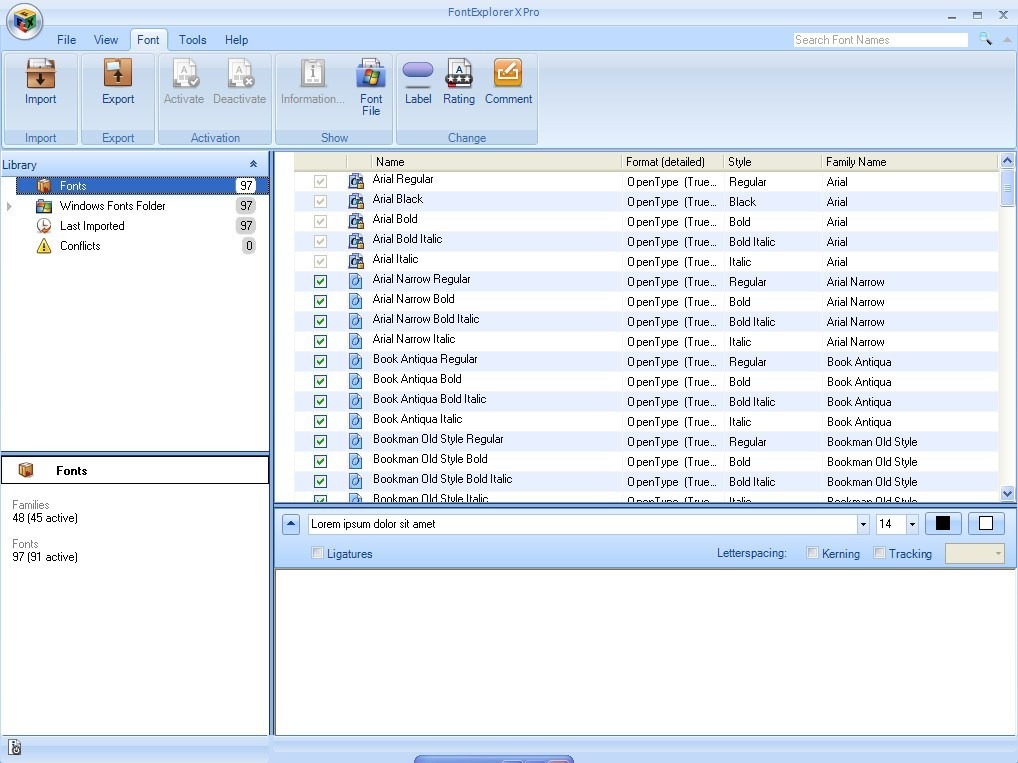 FontExplorer X Pro
File View Font Tools Help
Search Font Names
Import Export Activate Deactivate Information... Font File Label Rating Comment
Import Export Activation Show Change
Library
Fonts 97
Windows Fonts Folder 97
Last Imported 97
Conflicts 0
Fonts
Families
48 (45 active)
Fonts
97 (91 active)
Name Format (detailed) Style Family Name
Arial Regular OpenType (True... Regular Arial
Arial Black OpenType (True... Black Arial
Arial Bold OpenType (True... Bold Arial
Arial Bold Italic OpenType (True... Bold Italic Arial
Arial Italic OpenType (True... Italic Arial
Arial Narrow Regular OpenType (True... Regular Arial Narrow
Arial Narrow Bold OpenType (True... Bold Arial Narrow
Arial Narrow Bold Italic OpenType (True... Bold Italic Arial Narrow
Arial Narrow Italic OpenType (True... Italic Arial Narrow
Book Antiqua Regular OpenType (True... Regular Book Antiqua
Book Antiqua Bold OpenType (True... Bold Book Antiqua
Book Antiqua Bold Italic OpenType (True... Bold Italic Book Antiqua
Book Antiqua Italic OpenType (True... Italic Book Antiqua
Bookman Old Style Regular OpenType (True... Regular Bookman Old Style
Bookman Old Style Bold OpenType (True... Bold Bookman Old Style
Bookman Old Style Bold Italic OpenType (True... Bold Italic Bookman Old Style
Bookman Old Style Italic OpenType (True... Italic Bookman Old Style
Lorem ipsum dolor sit amet 14
Ligatures Letterspacing: Kerning Tracking